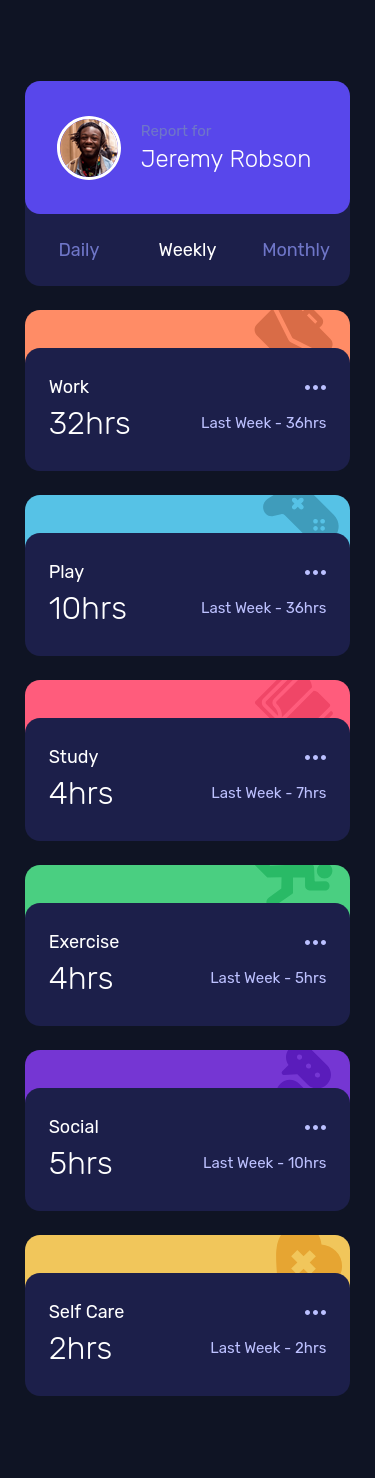 Report for
Jeremy Robson
Daily Weekly Monthly
Work
32hrs Last Week - 36hrs
Play
10hrs Last Week - 36hrs
Study
4hrs Last Week - 7hrs
Exercise
4hrs Last Week - 5hrs
Social
5hrs Last Week - 10hrs
Self Care
2hrs Last Week - 2hrs